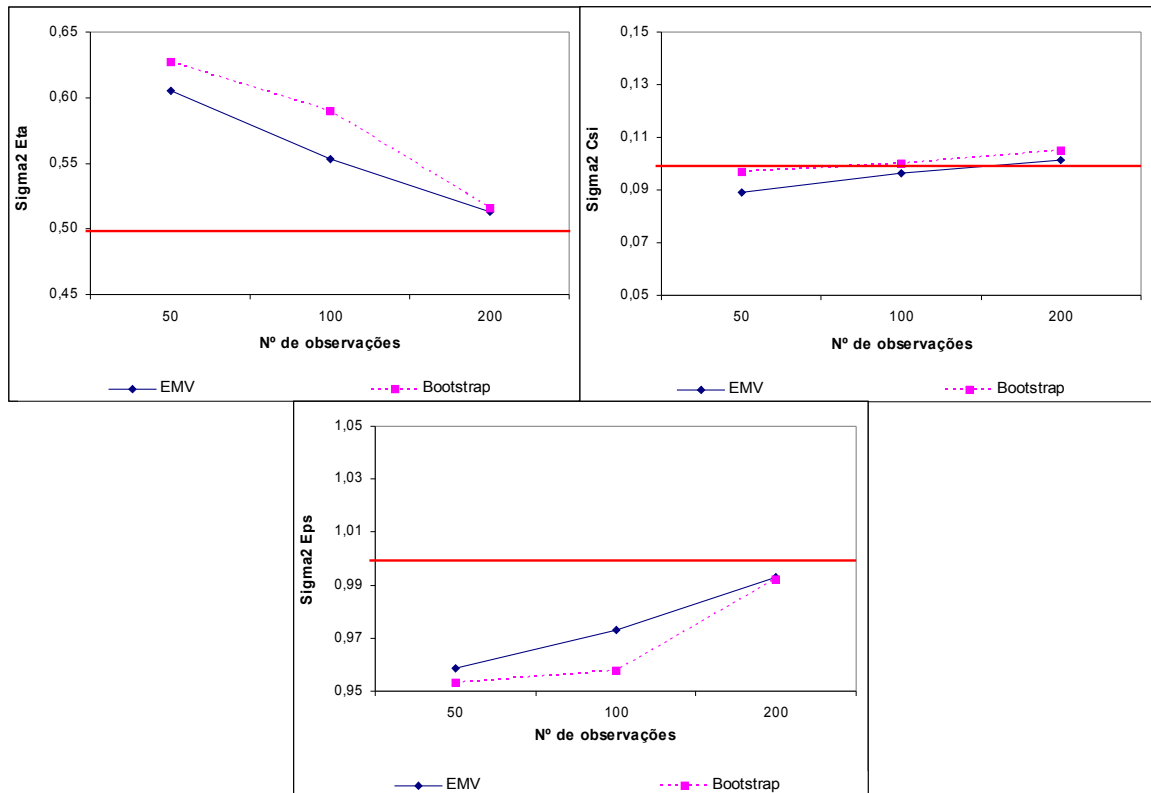 0,65
0,60
0,55
0,50
0,45
Sigma2 Eta
50 100 200
Nº de observações
EMV Bootstrap
0,15
0,13
0,11
0,09
0,07
0,05
Sigma2 Csi
50 100 200
Nº de observações
EMV Bootstrap
1,05
1,03
1,01
0,99
0,97
0,95
Sigma2 Eps
50 100 200
Nº de observações
EMV Bootstrap